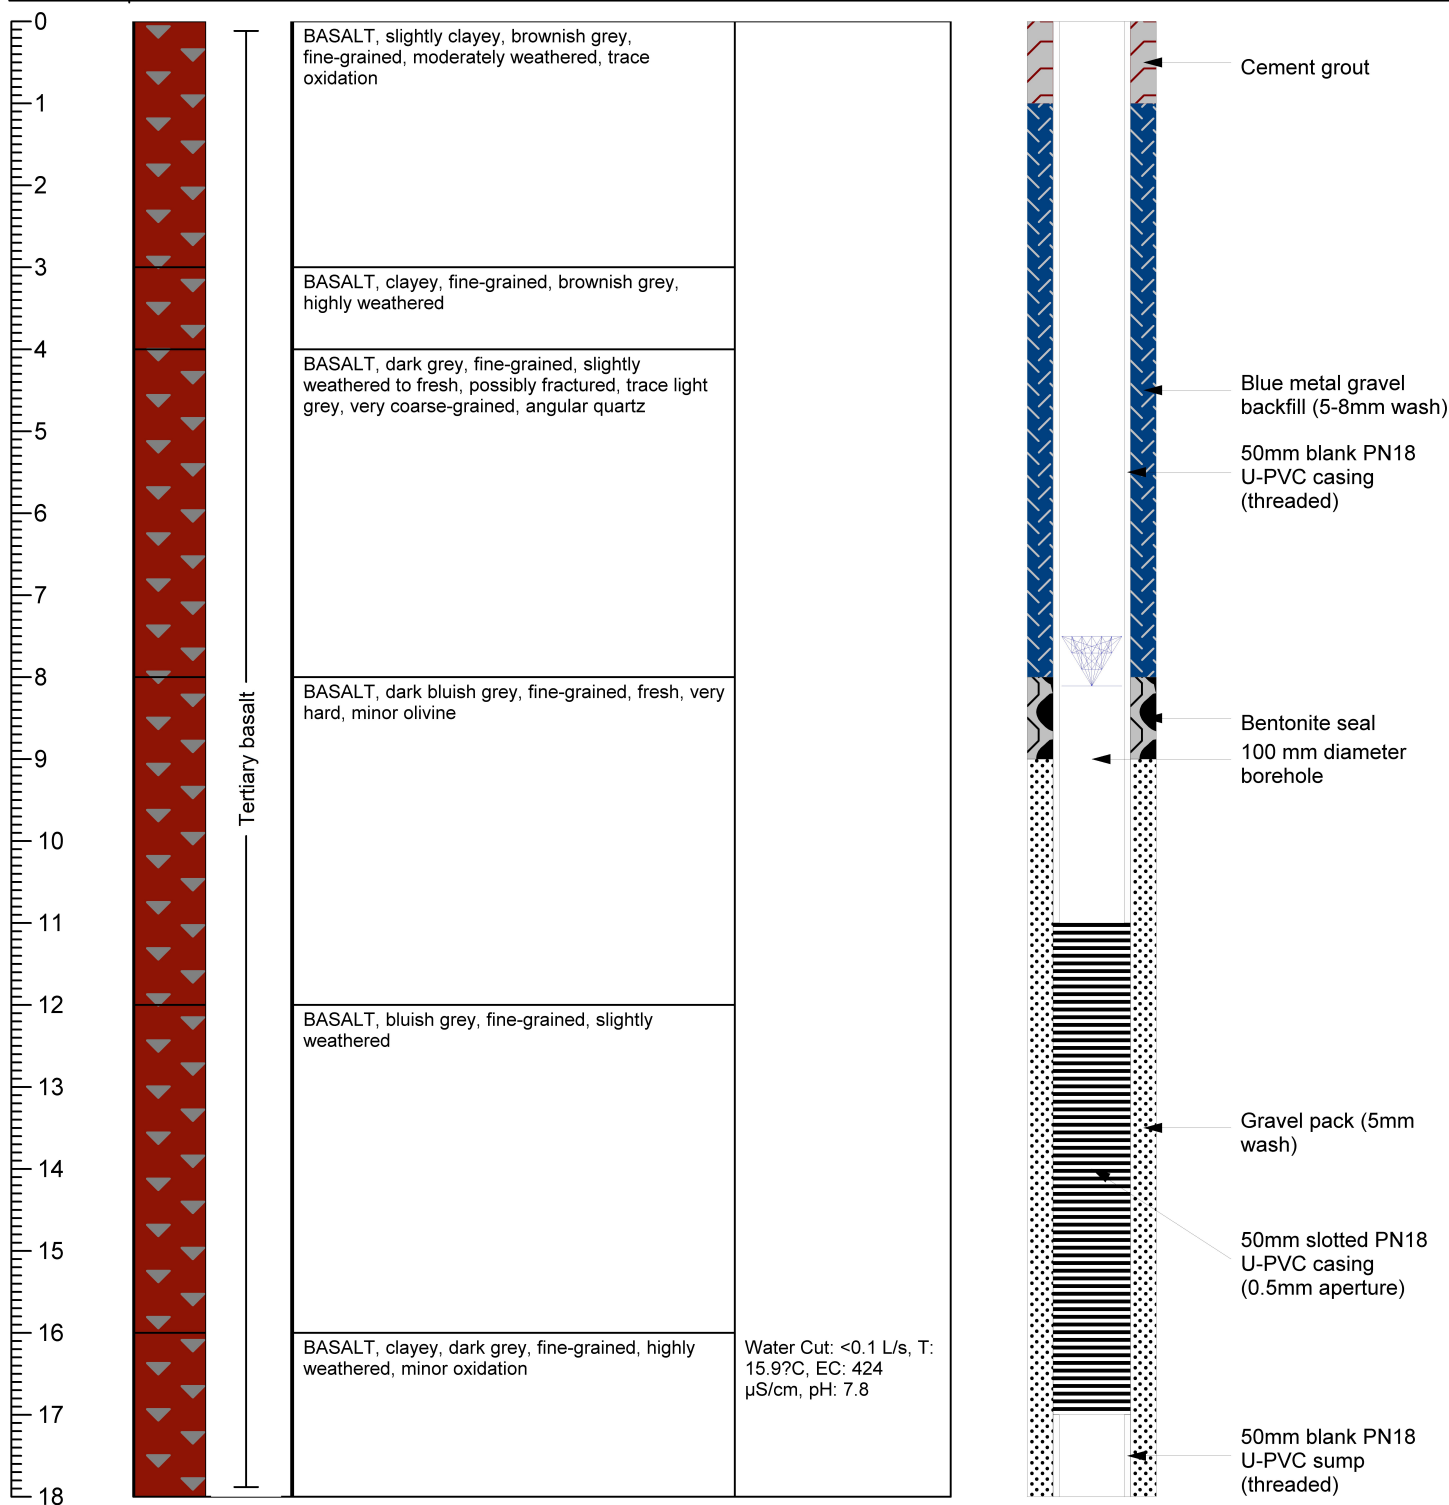 0
1
2
3
4
5
6
7
8
9
10
11
12
13
14
15
16
17
18
Tertiary basalt
BASALT, slightly clayey, brownish grey,
fine-grained, moderately weathered, trace
oxidation
BASALT, clayey, fine-grained, brownish grey,
highly weathered
BASALT, dark grey, fine-grained, slightly
weathered to fresh, possibly fractured, trace light
grey, very coarse-grained, angular quartz
BASALT, dark bluish grey, fine-grained, fresh, very
hard, minor olivine
BASALT, bluish grey, fine-grained, slightly
weathered
BASALT, clayey, dark grey, fine-grained, highly
weathered, minor oxidation
Water Cut: <0.1 L/s, T:
15.9?C, EC: 424
µS/cm, pH: 7.8
Cement grout
Blue metal gravel
backfill (5-8mm wash)
50mm blank PN18
U-PVC casing
(threaded)
Bentonite seal
100 mm diameter
borehole
Gravel pack (5mm
wash)
50mm slotted PN18
U-PVC casing
(0.5mm aperture)
50mm blank PN18
U-PVC sump
(threaded)